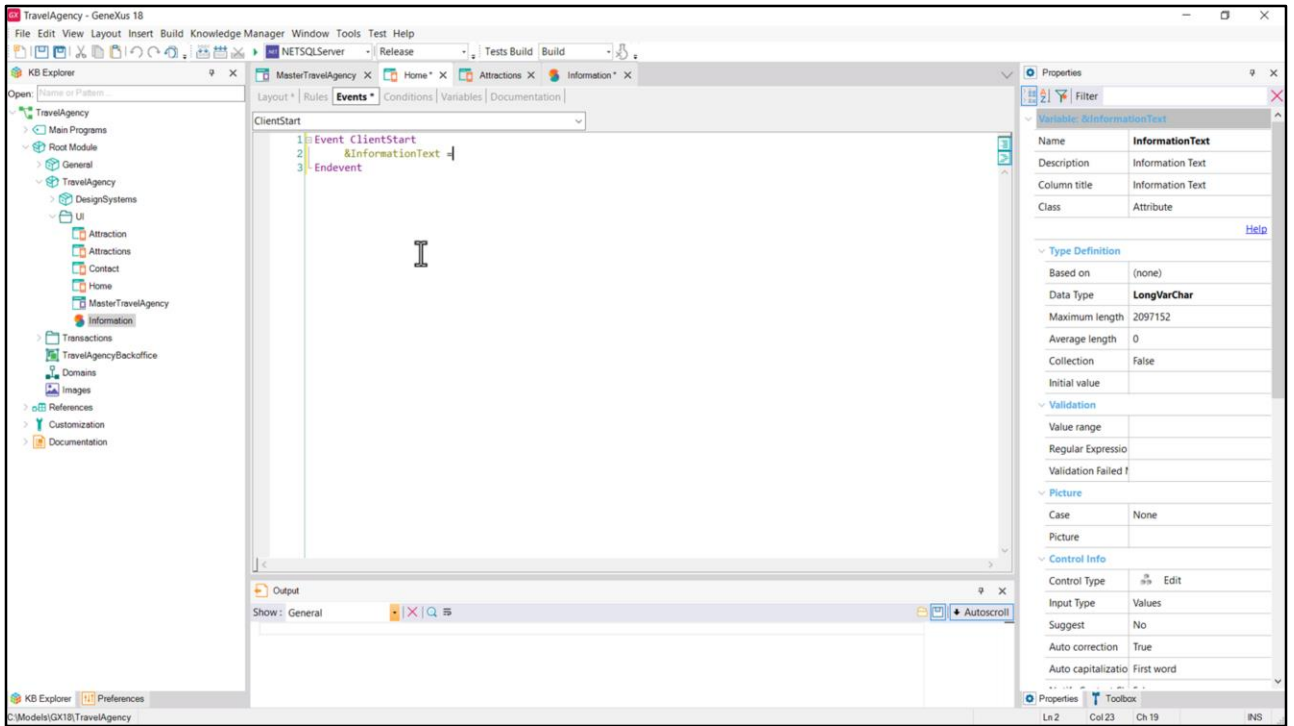 TravelAgency - GeneXus 18
File Edit View Layout Insert Build Knowledge Manager Window Tools Test Help
NETSQLServer Release Tests Build Build
KB Explorer
Open: Name or Pattern...
TravelAgency
Main Programs
Root Module
General
TravelAgency
DesignSystems
UI
Attraction
Attractions
Contact
Home
MasterTravelAgency
Information
Transactions
TravelAgencyBackoffice
Domains
Images
References
Customization
Documentation
KB Explorer Preferences
MasterTravelAgency X Home* X Attractions X Information* X
Layout * | Rules | Events * | Conditions | Variables | Documentation |
ClientStart
1 Event ClientStart
2 &InformationText =
3 Endevent
Output
Show: General Autoscroll
Properties
Filter
Variable: &InformationText
Name InformationText
Description Information Text
Column title Information Text
Class Attribute
Help
Type Definition
Based on (none)
Data Type LongVarChar
Maximum length 2097152
Average length 0
Collection False
Initial value
Validation
Value range
Regular Expressio
Validation Failed
Picture
Case None
Picture
Control Info
Control Type Edit
Input Type Values
Suggest No
Auto correction True
Auto capitalizatio First word
Properties Toolbox
C:\Models\GX18\TravelAgency Ln 2 Col 23 Ch 19 INS